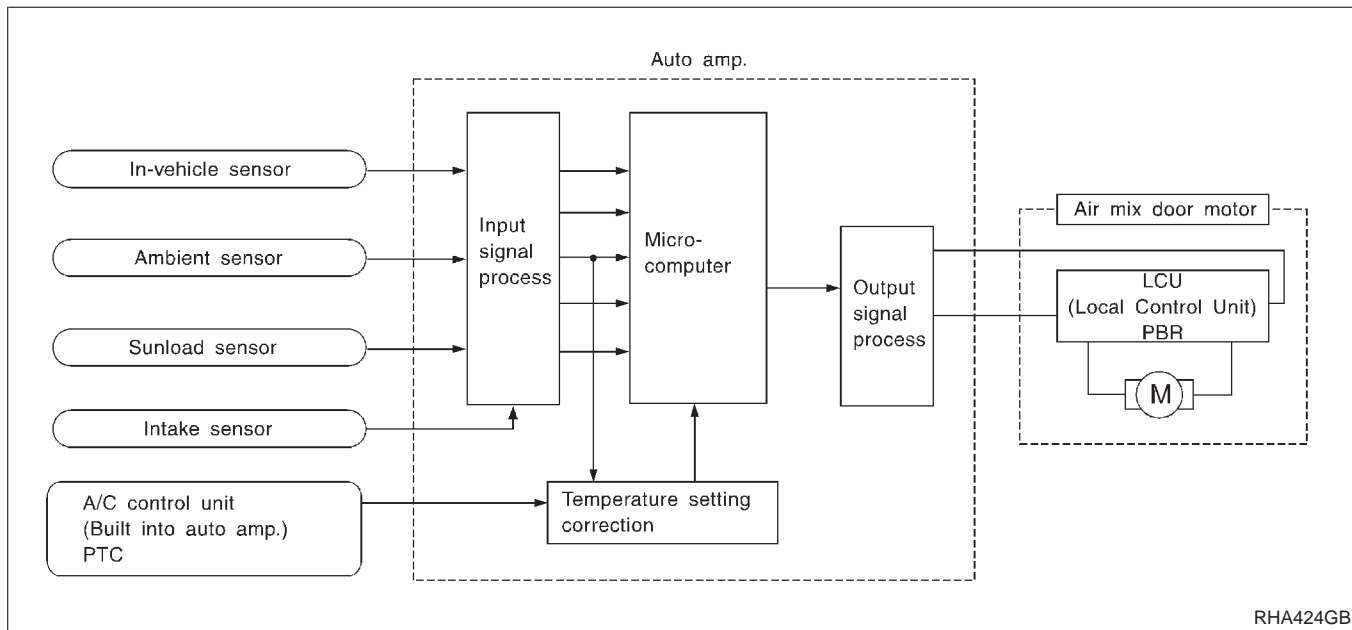 Auto amp.
In-vehicle sensor
Ambient sensor
Sunload sensor
Intake sensor
A/C control unit
(Built into auto amp.)
PTC
Input
signal
process
Micro-
computer
Temperature setting
correction
Output
signal
process
Air mix door motor
LCU
(Local Control Unit)
PBR
M
RHA424GB